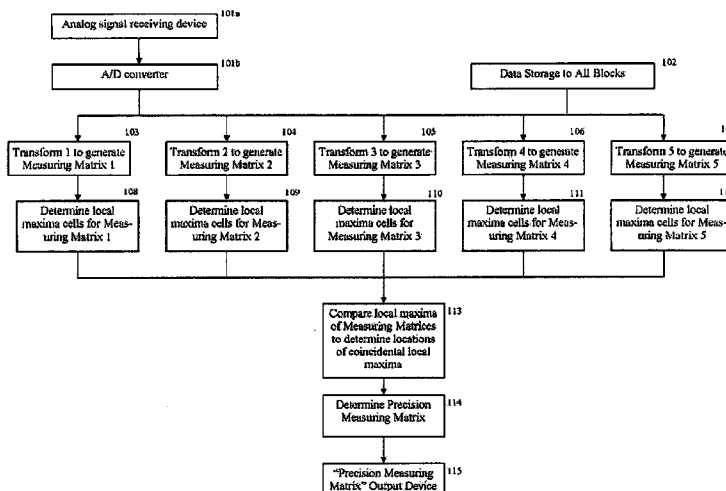 101a
Analog signal receiving device
101b
A/D converter
102
Data Storage to All Blocks
103
Transform 1 to generate
Measuring Matrix 1
104
Transform 2 to generate
Measuring Matrix 2
105
Transform 3 to generate
Measuring Matrix 3
106
Transform 4 to generate
Measuring Matrix 4
Transform 5 to generate
Measuring Matrix 5
108
Determine local
maxima cells for Meas-
uring Matrix 1
109
Determine local
maxima cells for Meas-
uring Matrix 2
110
Determine local
maxima cells for
Measuring Matrix 3
111
Determine local
maxima cells for Meas-
uring Matrix 4
Determine local
maxima cells for Meas-
uring Matrix 5
113
Compare local maxima
of Measuring Matrices
to determine locations
of coincidental local
maxima
114
Determine Precision
Measuring Matrix
115
"Precision Measuring
Matrix" Output Device